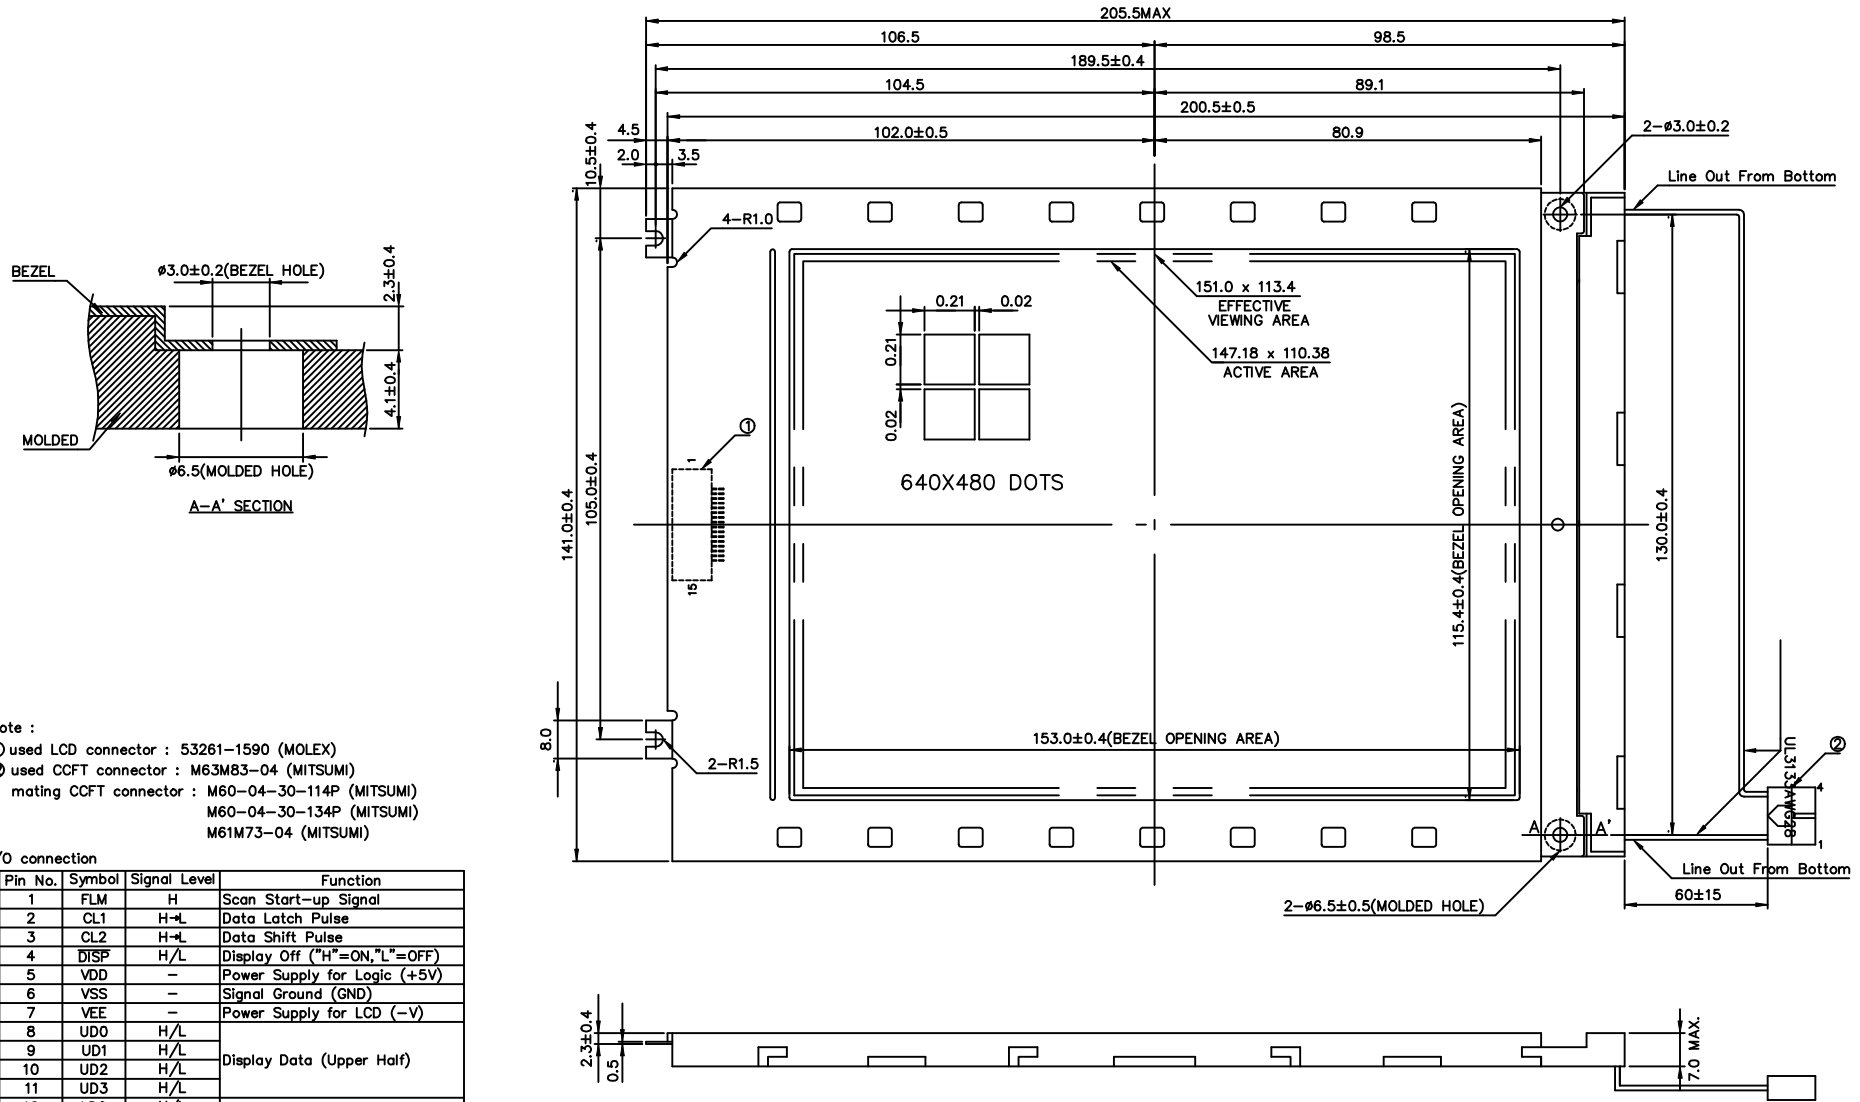 205.5MAX
106.5
98.5
189.5±0.4
104.5
89.1
200.5±0.5
4.5
102.0±0.5
80.9
2.0
3.5
10.5±0.4
2-ø3.0±0.2
Line Out From Bottom
4-R1.0
BEZEL
ø3.0±0.2(BEZEL HOLE)
2.3±0.4
4.1±0.4
MOLDED
ø6.5(MOLDED HOLE)
A-A' SECTION
151.0 x 113.4
EFFECTIVE
VIEWING AREA
147.18 x 110.38
ACTIVE AREA
0.21
0.02
0.21
0.02
640X480 DOTS
①
1
15
141.0±0.4
105.0±0.4
115.4±0.4(BEZEL OPENING AREA)
130.0±0.4
153.0±0.4(BEZEL OPENING AREA)
8.0
2-R1.5
UL3133AWG28
②
4
1
A
A'
Line Out From Bottom
60±15
2-ø6.5±0.5(MOLDED HOLE)
ote :
used LCD connector : 53261-1590 (MOLEX)
used CCFT connector : M63M83-04 (MITSUMI)
mating CCFT connector : M60-04-30-114P (MITSUMI)
M60-04-30-134P (MITSUMI)
M61M73-04 (MITSUMI)
/O connection
Pin No. Symbol Signal Level Function
1 FLM H Scan Start-up Signal
2 CL1 H→L Data Latch Pulse
3 CL2 H→L Data Shift Pulse
4 DISP H/L Display Off ("H"=ON,"L"=OFF)
5 VDD - Power Supply for Logic (+5V)
6 VSS - Signal Ground (GND)
7 VEE - Power Supply for LCD (-V)
8 UD0 H/L
9 UD1 H/L
Display Data (Upper Half)
10 UD2 H/L
11 UD3 H/L
2.3±0.4
0.5
7.0 MAX.